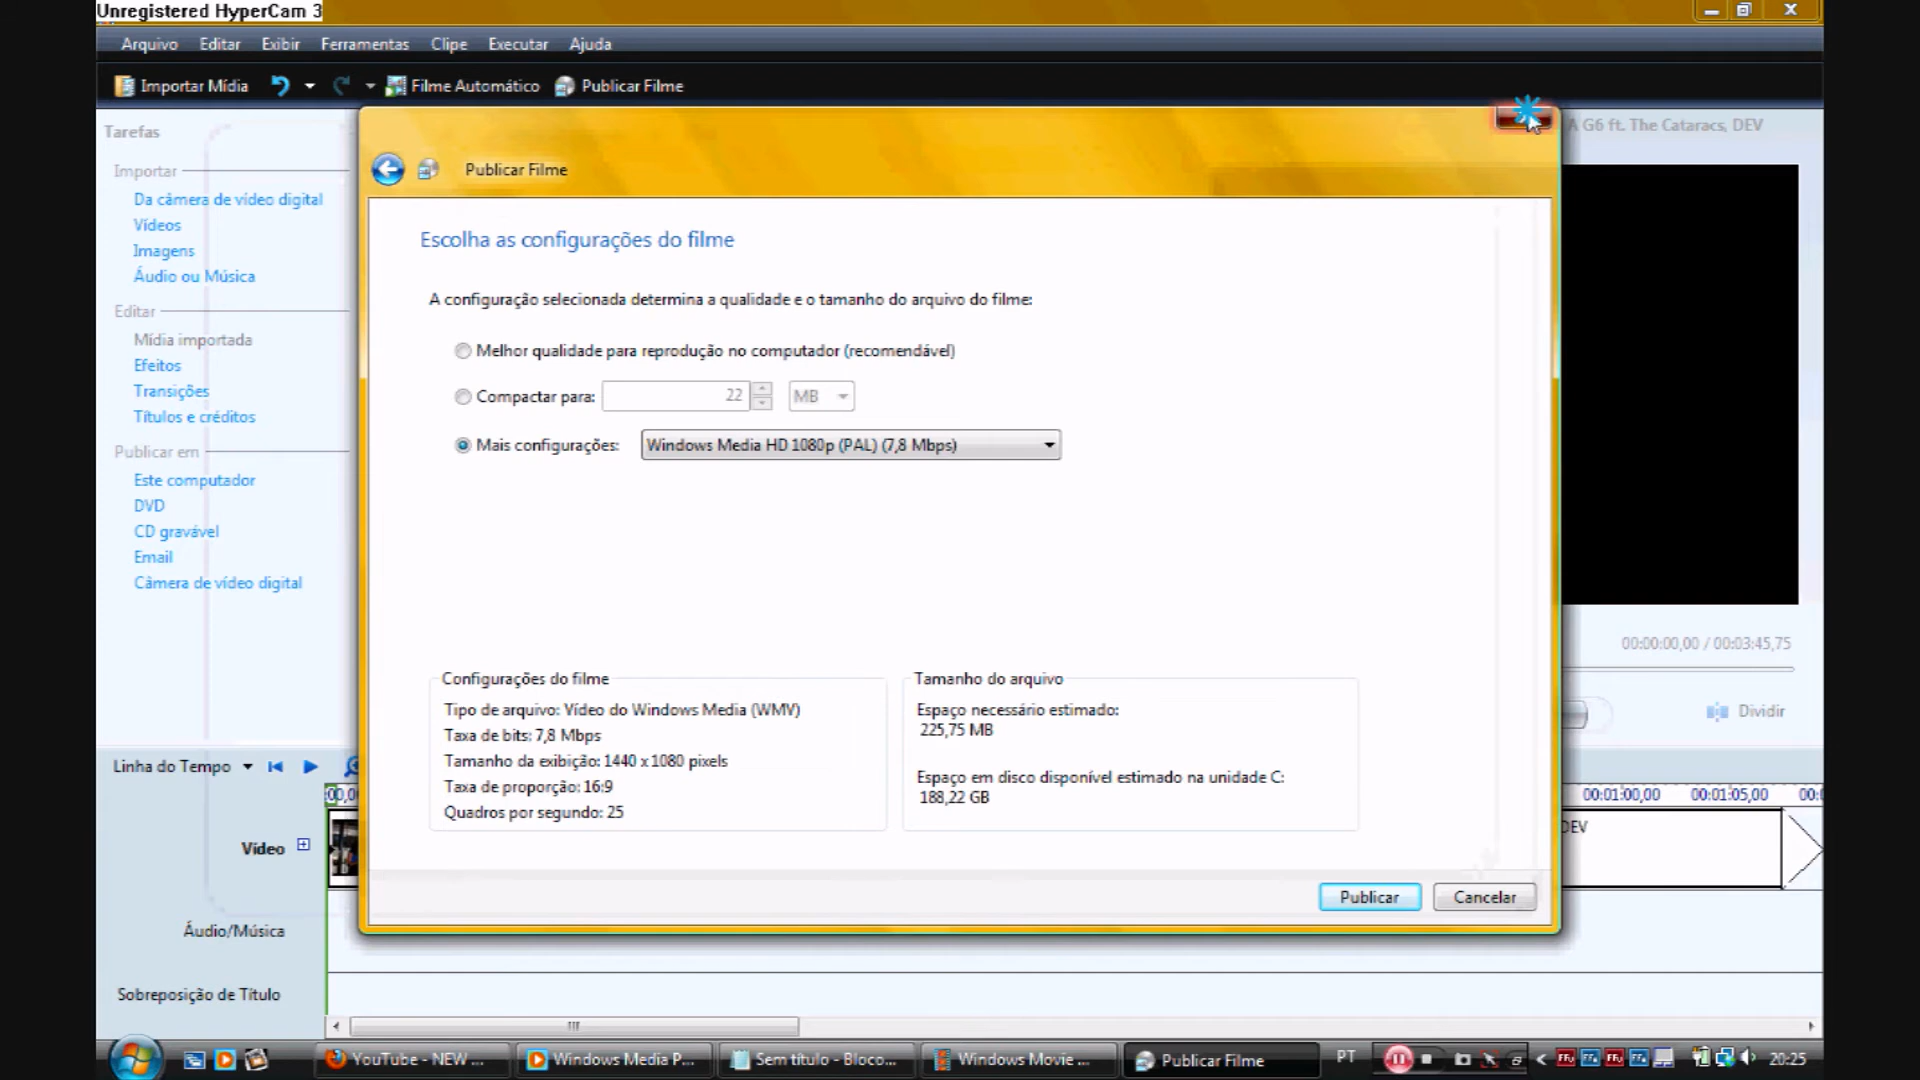 Unregistered HyperCam 3
Arquivo Editar Exibir Ferramentas Clipe Executar Ajuda
Importar Mídia Filme Automático Publicar Filme
Tarefas
A G6 ft. The Cataracs, DEV
Importar
Da câmera de vídeo digital
Vídeos
Imagens
Áudio ou Música
Editar
Mídia importada
Efeitos
Transições
Títulos e créditos
Publicar em
Este computador
DVD
CD gravável
Email
Câmera de vídeo digital
Publicar Filme
Escolha as configurações do filme
A configuração selecionada determina a qualidade e o tamanho do arquivo do filme:
Melhor qualidade para reprodução no computador (recomendável)
Compactar para: 22 MB
Mais configurações: Windows Media HD 1080p (PAL) (7,8 Mbps)
Configurações do filme
Tipo de arquivo: Vídeo do Windows Media (WMV)
Taxa de bits: 7,8 Mbps
Tamanho da exibição: 1440 x 1080 pixels
Taxa de proporção: 16:9
Quadros por segundo: 25
Tamanho do arquivo
Espaço necessário estimado:
225,75 MB
Espaço em disco disponível estimado na unidade C:
188,22 GB
Publicar Cancelar
00:00:00,00 / 00:03:45,75
Dividir
Linha do Tempo
00:01:00,00 00:01:05,00
Vídeo
DEV
Áudio/Música
Sobreposição de Título
YouTube - NEW ... Windows Media P... Sem título - Bloco... Windows Movie ... Publicar Filme PT 20:25